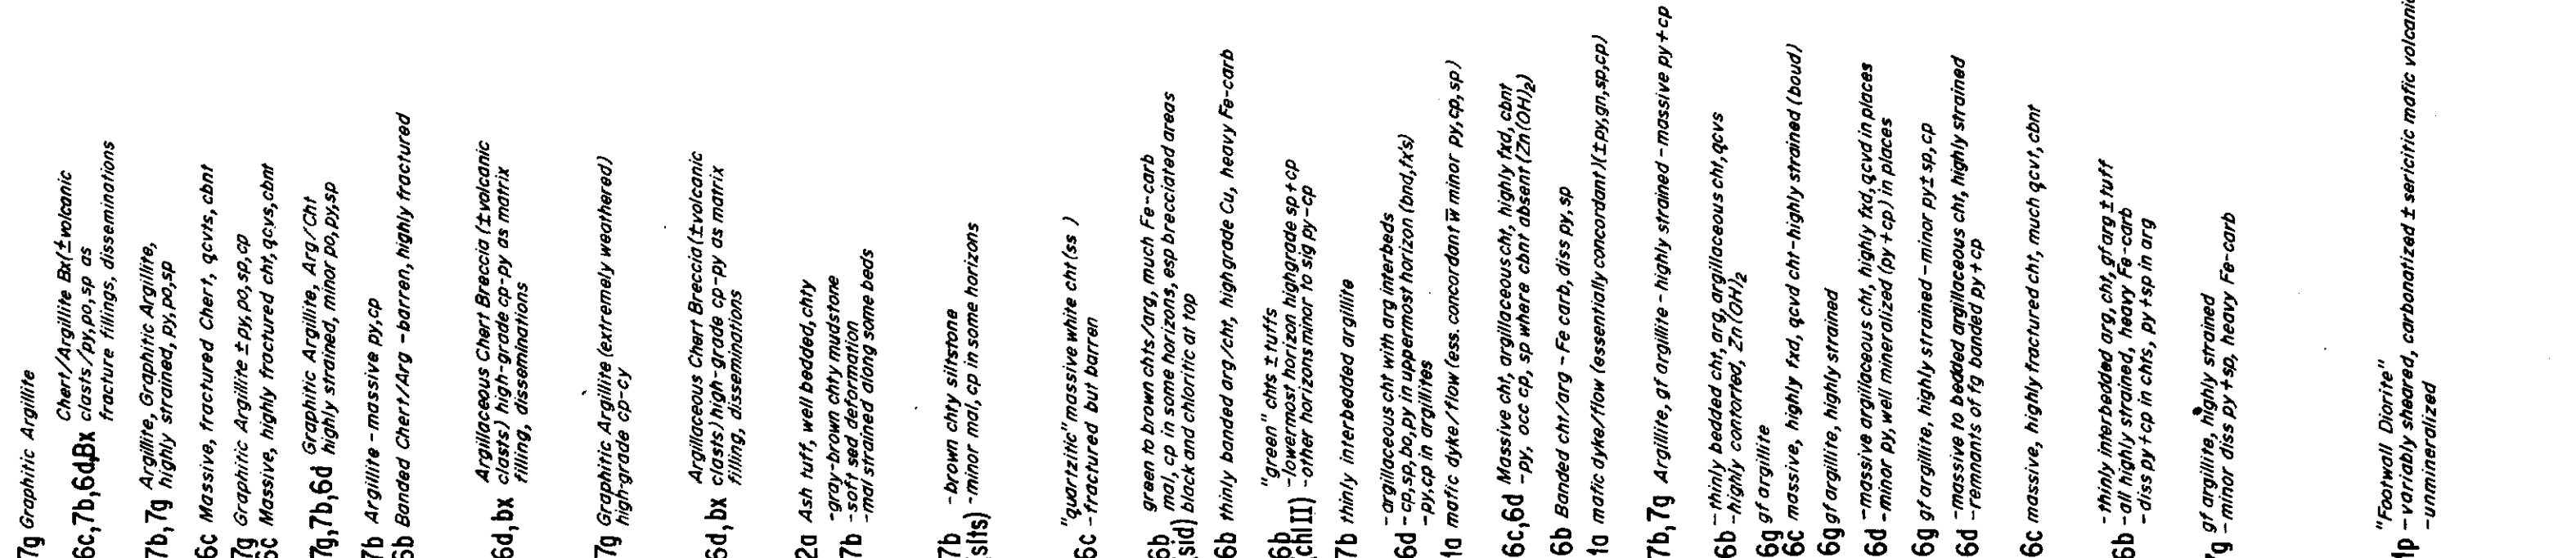 7g Graphitic Argillite
6c,7b,6d,Bx Chert/Argillite Bx(±volcanic
clasts/py,po,sp as
fracture fillings, disseminations
7b,7g Argillite, Graphitic Argillite,
highly strained, py,po,sp
6c Massive, fractured Chert, qcvts, cbnt
7g Graphitic Argillite ± py, po, sp, cp
6c Massive, highly fractured cht, qcvs, cbnt
7g,7b,6d Graphitic Argillite, Arg/Cht
highly strained, minor po, py, sp
7b Argillite - massive py, cp
6b Banded Chert/Arg - barren, highly fractured
6d,bx Argillaceous Chert Breccia (±volcanic
clasts) high-grade cp-py as matrix
filling, disseminations
7g Graphitic Argillite (extremely weathered)
high-grade cp-cy
6d,bx Argillaceous Chert Breccia (±volcanic
clasts) high-grade cp-py as matrix
filling, disseminations
2a Ash tuff, well bedded, chty
7b -gray-brown chty mudstone
-soft sed deformation
-mal strained along some beds
7b -brown chty siltstone
(slts) -minor mal, cp in some horizons
6c "quartzitic" massive white cht (ss )
-fractured but barren
6b green to brown chts/arg, much Fe-carb
mal, cp in some horizons, esp brecciated areas
(sid) black and chloritic at top
6b thinly banded arg/cht, high grade Cu, heavy Fe-carb
6b "green" chts ± tuffs
(chlII) -lowermost horizon highgrade sp+cp
-other horizons minor to sig py-cp
7b thinly interbedded argillite
6d -argillaceous cht with arg interbeds
-cp,sp,bo,py in uppermost horizon (bnd,fx's)
-py,cp in argillites
1a mafic dyke/flow (ess. concordant w̅ minor py,cp,sp)
6c,6d Massive cht, argillaceous cht, highly fxd, cbnt
-py, occ cp, sp where cbnt absent (Zn(OH)₂)
6b Banded cht/arg - Fe carb, diss py, sp
1a mafic dyke/flow (essentially concordant)(±py,gn,sp,cp)
7b,7g Argillite, gf argillite - highly strained - massive py+cp
6b - thinly bedded cht, arg, argillaceous cht, qcvs
-highly contorted, Zn(OH)₂
6g gf argillite
6c massive, highly fxd, qcvd cht - highly strained (boud)
6g gf argillite, highly strained
6d -massive argillaceous cht, highly fxd, qcvd in places
-minor py, well mineralized (py+cp) in places
6g gf argillite, highly strained - minor py ± sp, cp
6d -massive to bedded argillaceous cht, highly strained
-remnants of fg banded py+cp
6c massive, highly fractured cht, much qcvt, cbnt
-thinly interbedded arg, cht, gf arg ± tuff
6b -all highly strained, heavy Fe-carb
-diss py+cp in chts, py+sp in arg
7g gf argillite, highly strained
-minor diss py+sp, heavy Fe-carb
"Footwall Diorite"
1p -variably sheared, carbonatized ± sericitic mafic volcanic
-unmineralized